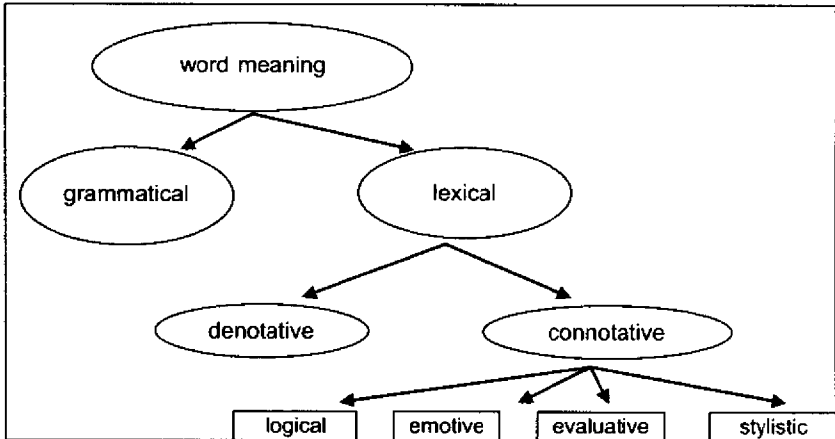 word meaning
grammatical
lexical
denotative
connotative
logical
emotive
evaluative
stylistic